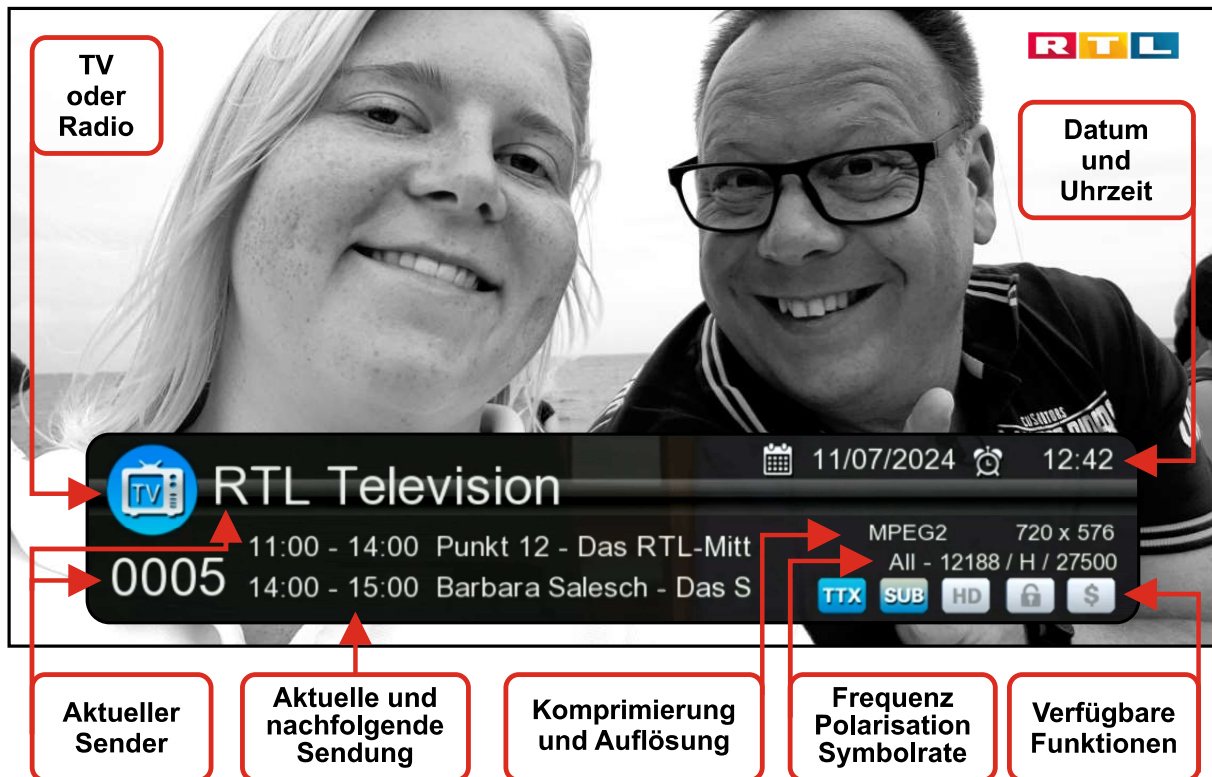 TV
oder
Radio
RTL
Datum
und
Uhrzeit
TV
RTL Television
11/07/2024
12:42
0005
11:00 - 14:00 Punkt 12 - Das RTL-Mitt
14:00 - 15:00 Barbara Salesch - Das S
MPEG2 720 x 576
All - 12188 / H / 27500
TTX SUB HD $
Aktueller
Sender
Aktuelle und
nachfolgende
Sendung
Komprimierung
und Auflösung
Frequenz
Polarisation
Symbolrate
Verfügbare
Funktionen